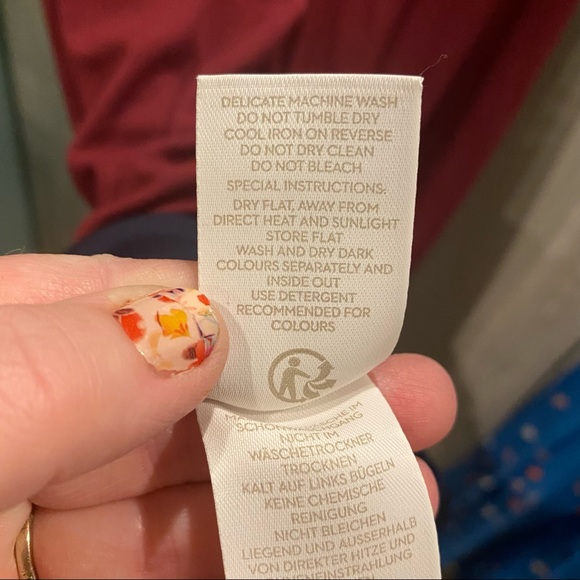 DELICATE MACHINE WASH
DO NOT TUMBLE DRY
COOL IRON ON REVERSE
DO NOT DRY CLEAN
DO NOT BLEACH
SPECIAL INSTRUCTIONS:
DRY FLAT, AWAY FROM
DIRECT HEAT AND SUNLIGHT
STORE FLAT
WASH AND DRY DARK
COLOURS SEPARATELY AND
INSIDE OUT
USE DETERGENT
RECOMMENDED FOR
COLOURS
IM
NICHT IM
WÄSCHETROCKNER
TROCKNEN
KALT AUF LINKS BÜGELN
KEINE CHEMISCHE
REINIGUNG
NICHT BLEICHEN
LIEGEND UND AUSSERHALB
VON DIREKTER HITZE UND